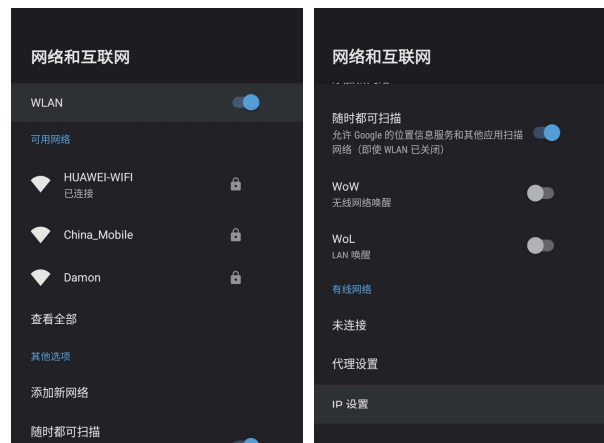 网络和互联网
WLAN
可用网络
HUAWEI-WIFI
已连接
China_Mobile
Damon
查看全部
其他选项
添加新网络
随时都可扫描
网络和互联网
随时都可扫描
允许 Google 的位置信息服务和其他应用扫描
网络（即使 WLAN 已关闭）
WoW
无线网络唤醒
WoL
LAN 唤醒
有线网络
未连接
代理设置
IP 设置